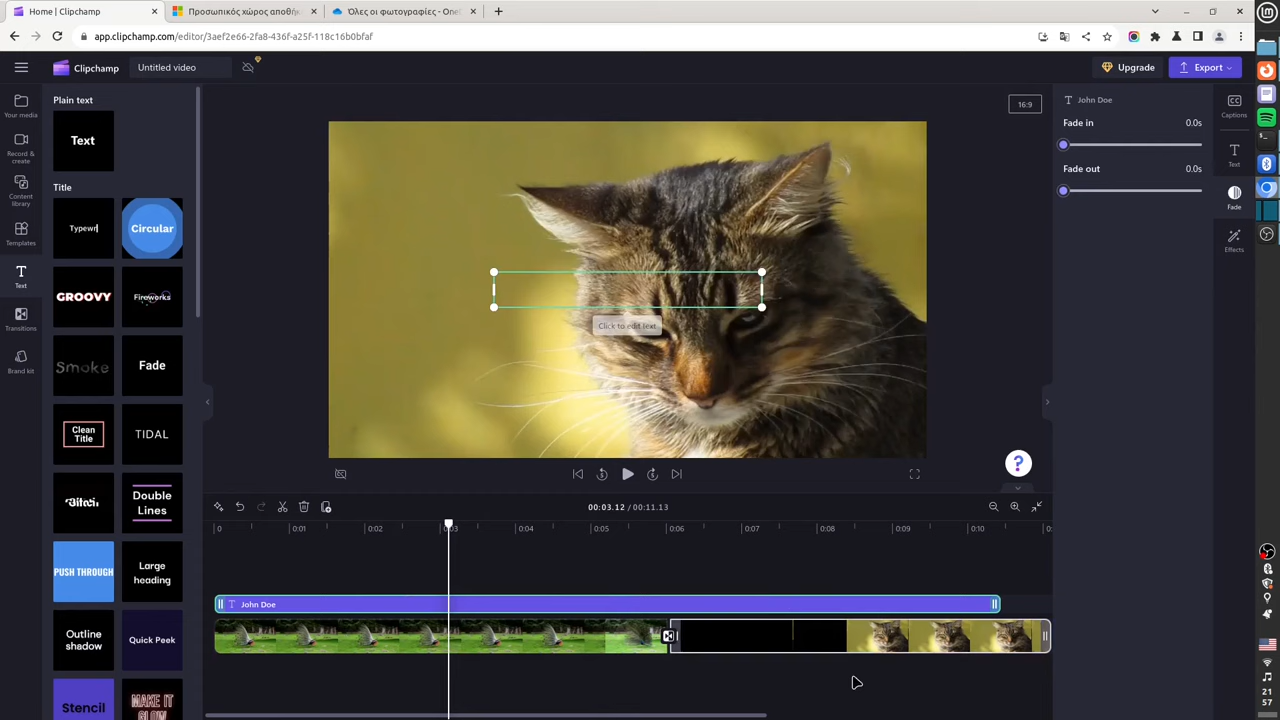 Home | Clipchamp
Προσωπικός χώρος αποθήκ
Όλες οι φωτογραφίες - OneD
app.clipchamp.com/editor/3aef2e66-2fa8-436f-a25f-118c16b0bfaf
Clipchamp
Untitled video
Upgrade
Export
Your media
Record & create
Content library
Templates
Text
Transitions
Brand kit
Plain text
Text
Title
Typewri
Circular
GROOVY
Fireworks
Smoke
Fade
Clean Title
TIDAL
Glitch
Double Lines
PUSH THROUGH
Large heading
Outline shadow
Quick Peek
Stencil
MAKE IT GLOW
16:9
Click to edit text
John Doe
Fade in
0.0s
Fade out
0.0s
Captions
Text
Fade
Effects
?
00:03.12 / 00:11.13
0
0:01
0:02
0:03
0:04
0:05
0:06
0:07
0:08
0:09
0:10
0:
T John Doe
21
57